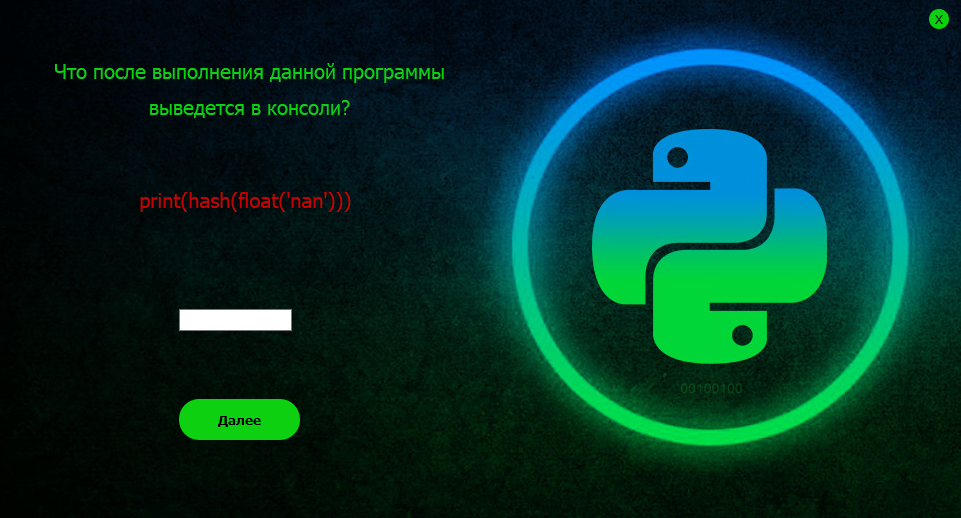 X
Что после выполнения данной программы
выведется в консоли?
print(hash(float('nan')))
Далее
00100100